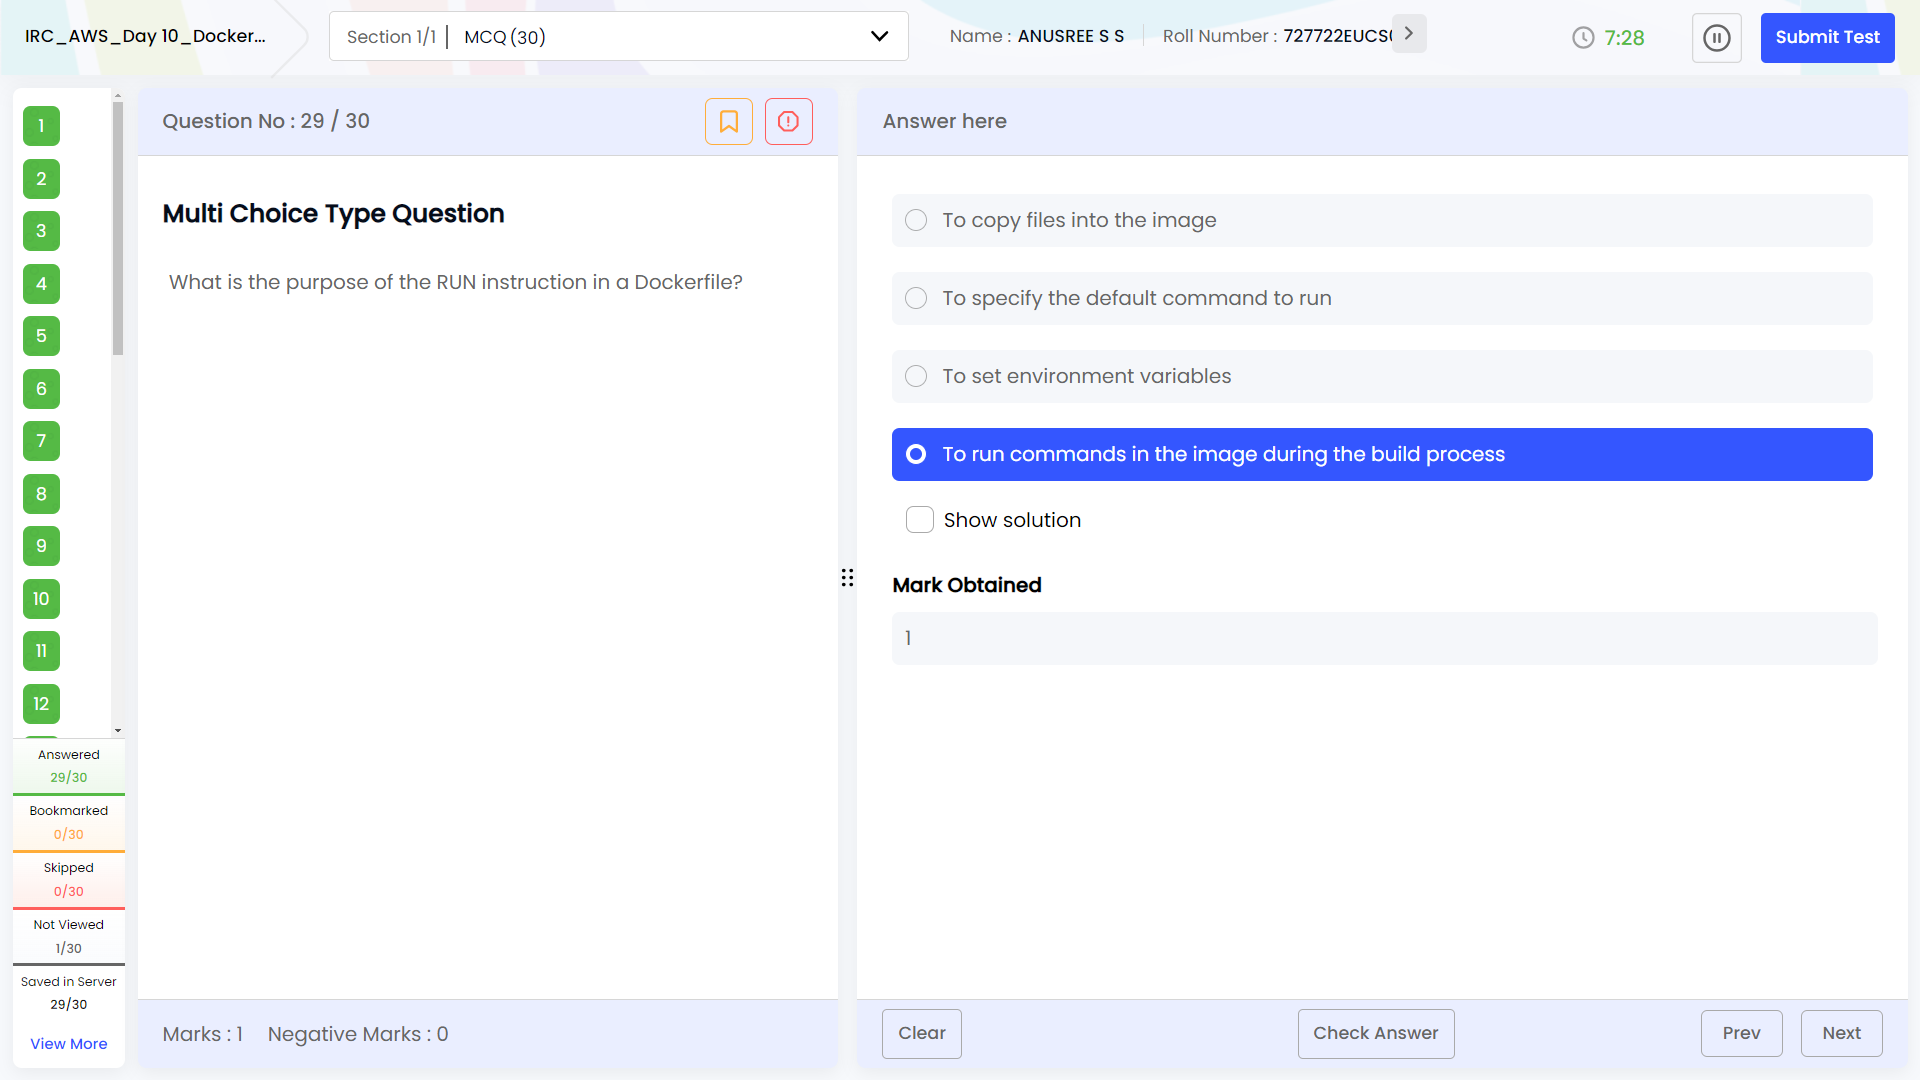 IRC_AWS_Day 10_Docker...
Section 1/1 | MCQ (30)
Name : ANUSREE S S
Roll Number : 727722EUCS0
7:28
Submit Test
1
2
3
4
5
6
7
8
9
10
11
12
Answered
29/30
Bookmarked
0/30
Skipped
0/30
Not Viewed
1/30
Saved in Server
29/30
View More
Question No : 29 / 30
Multi Choice Type Question
What is the purpose of the RUN instruction in a Dockerfile?
Marks : 1 Negative Marks : 0
Answer here
To copy files into the image
To specify the default command to run
To set environment variables
To run commands in the image during the build process
Show solution
Mark Obtained
1
Clear
Check Answer
Prev
Next